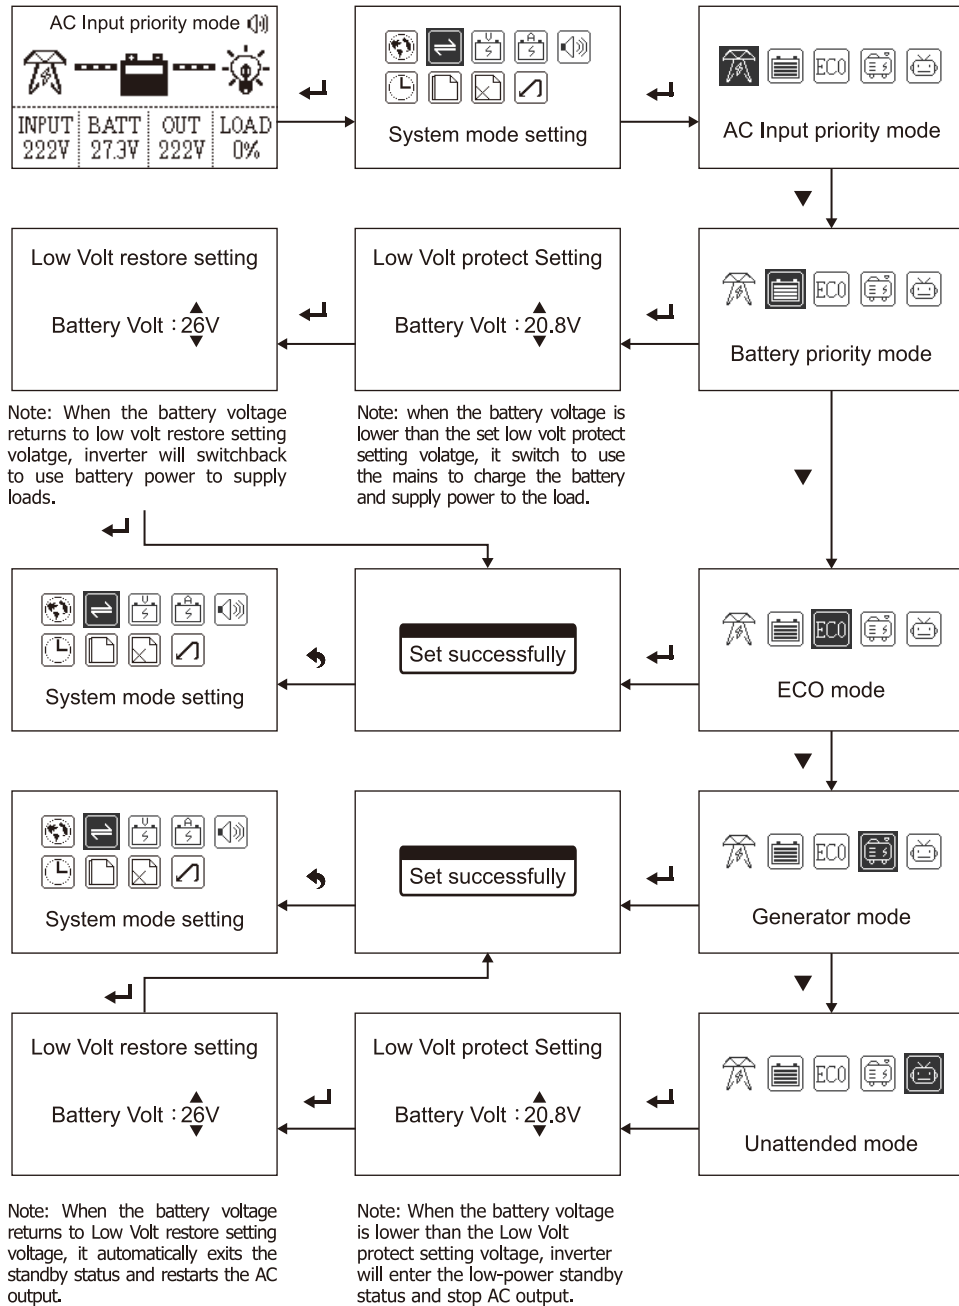 AC Input priority mode
INPUT BATT OUT LOAD
222V 27.3V 222V 0%
System mode setting
ECO
AC Input priority mode
Low Volt restore setting
Battery Volt : 26V
Low Volt protect Setting
Battery Volt : 20.8V
ECO
Battery priority mode
Note: When the battery voltage
returns to low volt restore setting
volatge, inverter will switchback
to use battery power to supply
loads.
Note: when the battery voltage is
lower than the set low volt protect
setting volatge, it switch to use
the mains to charge the battery
and supply power to the load.
System mode setting
Set successfully
ECO
ECO mode
System mode setting
Set successfully
ECO
Generator mode
Low Volt restore setting
Battery Volt : 26V
Low Volt protect Setting
Battery Volt : 20.8V
ECO
Unattended mode
Note: When the battery voltage
returns to Low Volt restore setting
voltage, it automatically exits the
standby status and restarts the AC
output.
Note: When the battery voltage
is lower than the Low Volt
protect setting voltage, inverter
will enter the low-power standby
status and stop AC output.